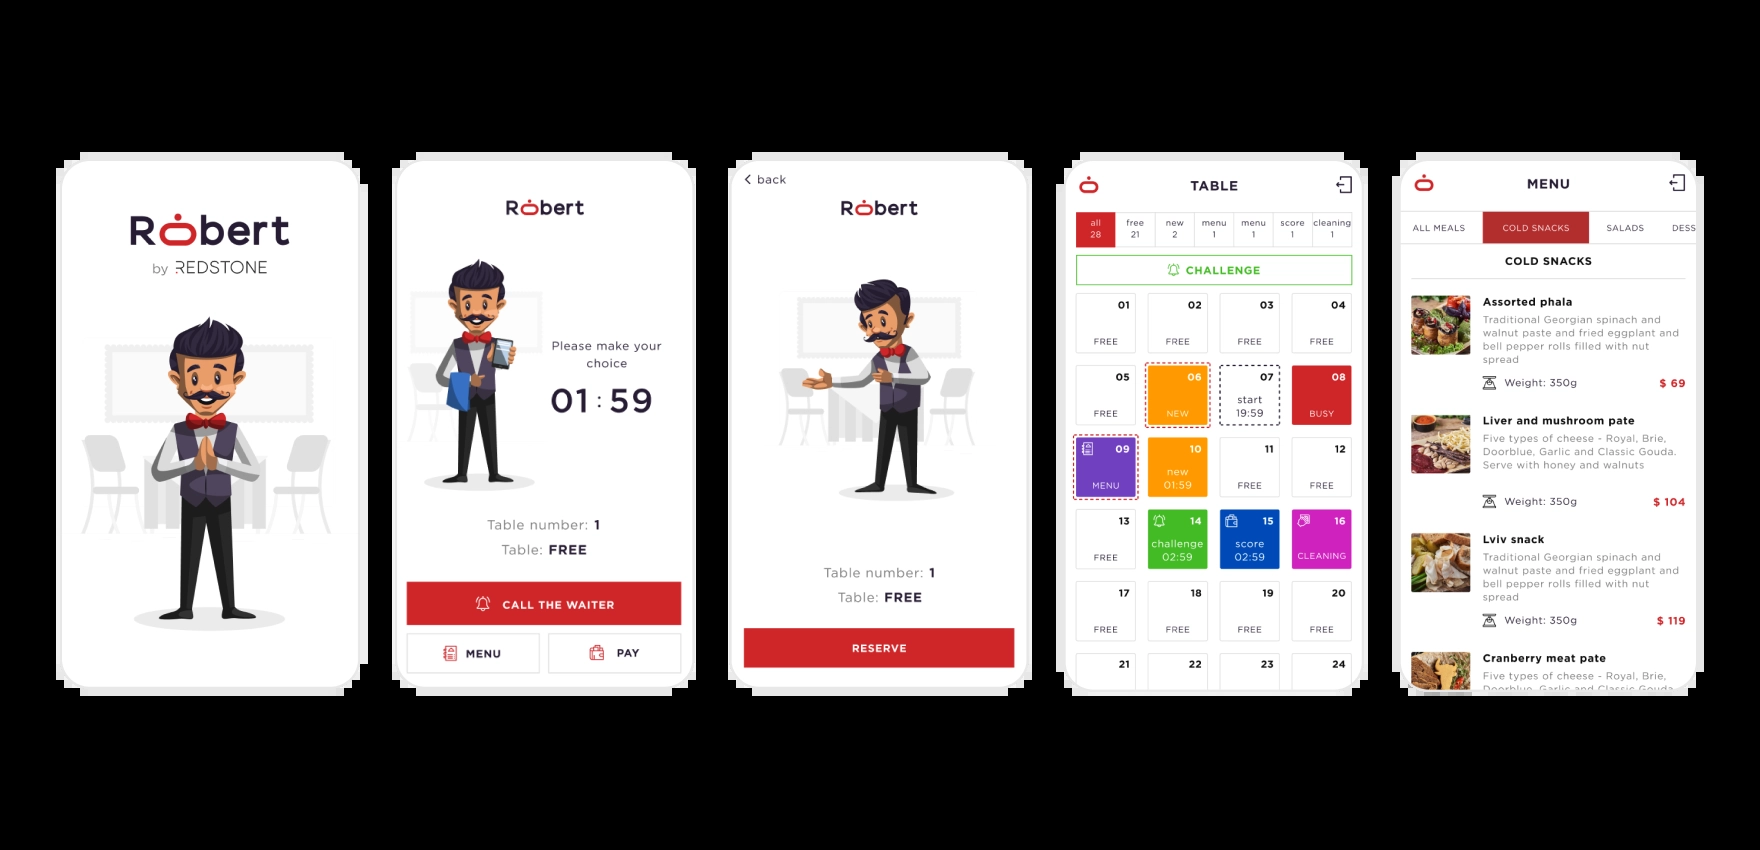 Robert
by REDSTONE
Robert
Please make your
choice
01 : 59
Table number: 1
Table: FREE
CALL THE WAITER
MENU
PAY
back
Robert
Table number: 1
Table: FREE
RESERVE
TABLE
all free new menu menu score cleaning
28 21 2 1 1 1 1
CHALLENGE
01 02 03 04
FREE FREE FREE FREE
05 06 07 08
FREE NEW start 19:59 BUSY
09 10 11 12
MENU new 01:59 FREE FREE
13 14 15 16
FREE challenge 02:59 score 02:59 CLEANING
17 18 19 20
FREE FREE FREE FREE
21 22 23 24
MENU
ALL MEALS COLD SNACKS SALADS DESS
COLD SNACKS
Assorted phala
Traditional Georgian spinach and
walnut paste and fried eggplant and
bell pepper rolls filled with nut
spread
Weight: 350g $ 69
Liver and mushroom pate
Five types of cheese - Royal, Brie,
Doorblue, Garlic and Classic Gouda.
Serve with honey and walnuts
Weight: 350g $ 104
Lviv snack
Traditional Georgian spinach and
walnut paste and fried eggplant and
bell pepper rolls filled with nut
spread
Weight: 350g $ 119
Cranberry meat pate
Five types of cheese - Royal, Brie,
Doorblue, Garlic and Classic Gouda